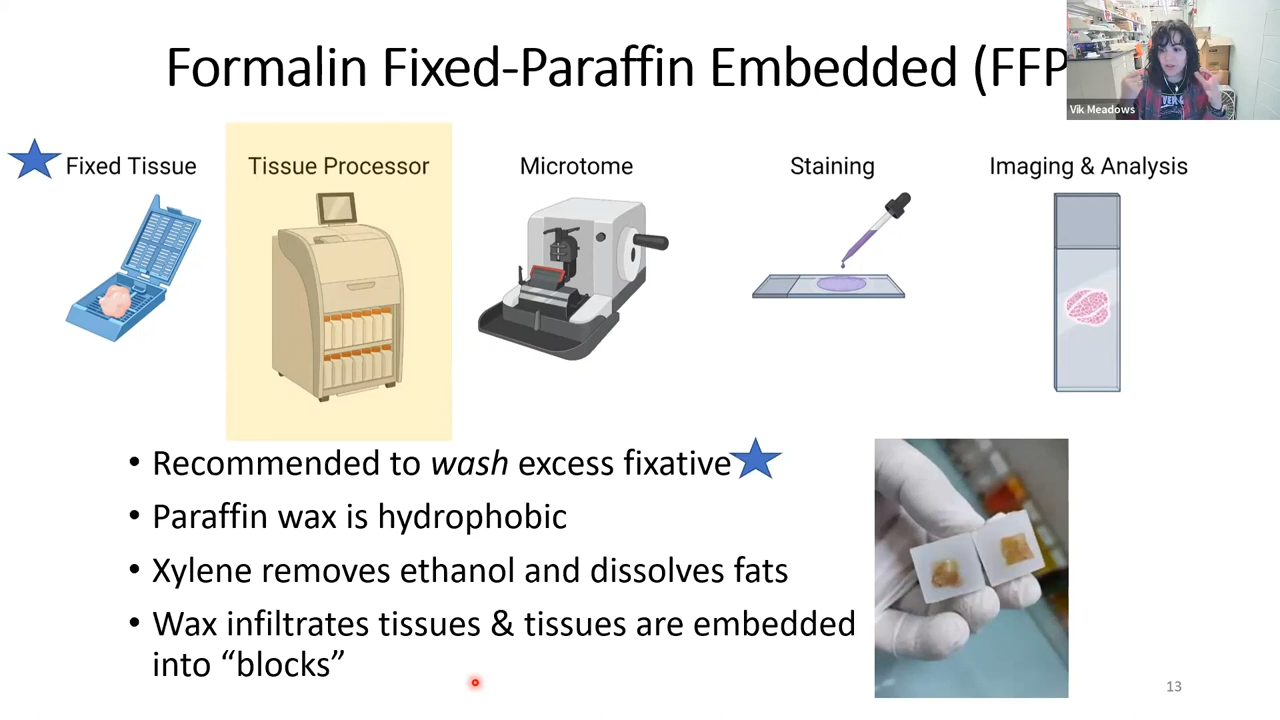 Formalin Fixed-Paraffin Embedded (FFP
Vik Meadows
Fixed Tissue
Tissue Processor
Microtome
Staining
Imaging & Analysis
• Recommended to wash excess fixative
• Paraffin wax is hydrophobic
• Xylene removes ethanol and dissolves fats
• Wax infiltrates tissues & tissues are embedded
into “blocks”
13